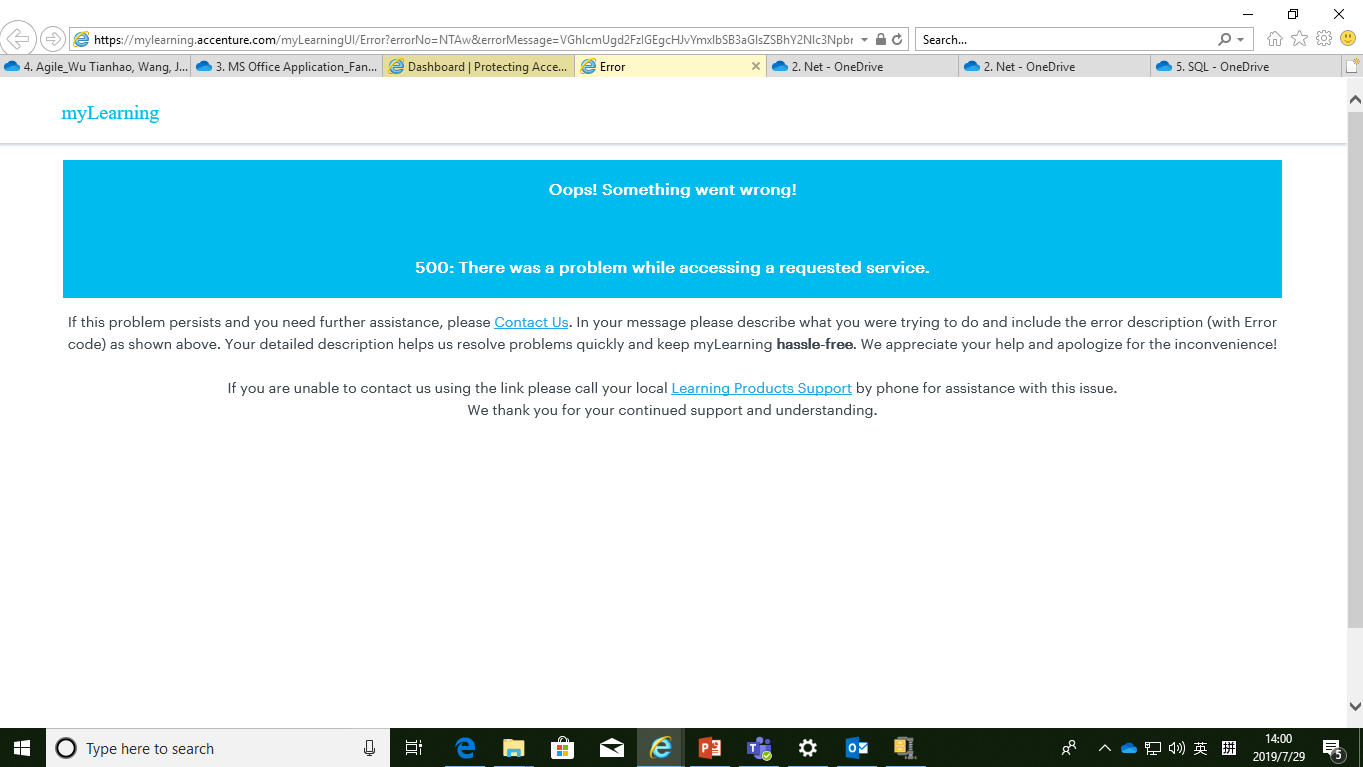 https://mylearning.accenture.com/myLearningUI/Error?errorNo=NTAw&errorMessage=
Search...
4. Agile_Wu Tianhao, Wang, J...
3. MS Office Application_Fan...
Dashboard | Protecting Acce...
Error
2. Net - OneDrive
2. Net - OneDrive
5. SQL - OneDrive
myLearning
Oops! Something went wrong!
500: There was a problem while accessing a requested service.
If this problem persists and you need further assistance, please Contact Us. In your message please describe what you were trying to do and include the error description (with Error
code) as shown above. Your detailed description helps us resolve problems quickly and keep myLearning hassle-free. We appreciate your help and apologize for the inconvenience!
If you are unable to contact us using the link please call your local Learning Products Support by phone for assistance with this issue.
We thank you for your continued support and understanding.
Type here to search
英
拼
14:00
2019/7/29
5